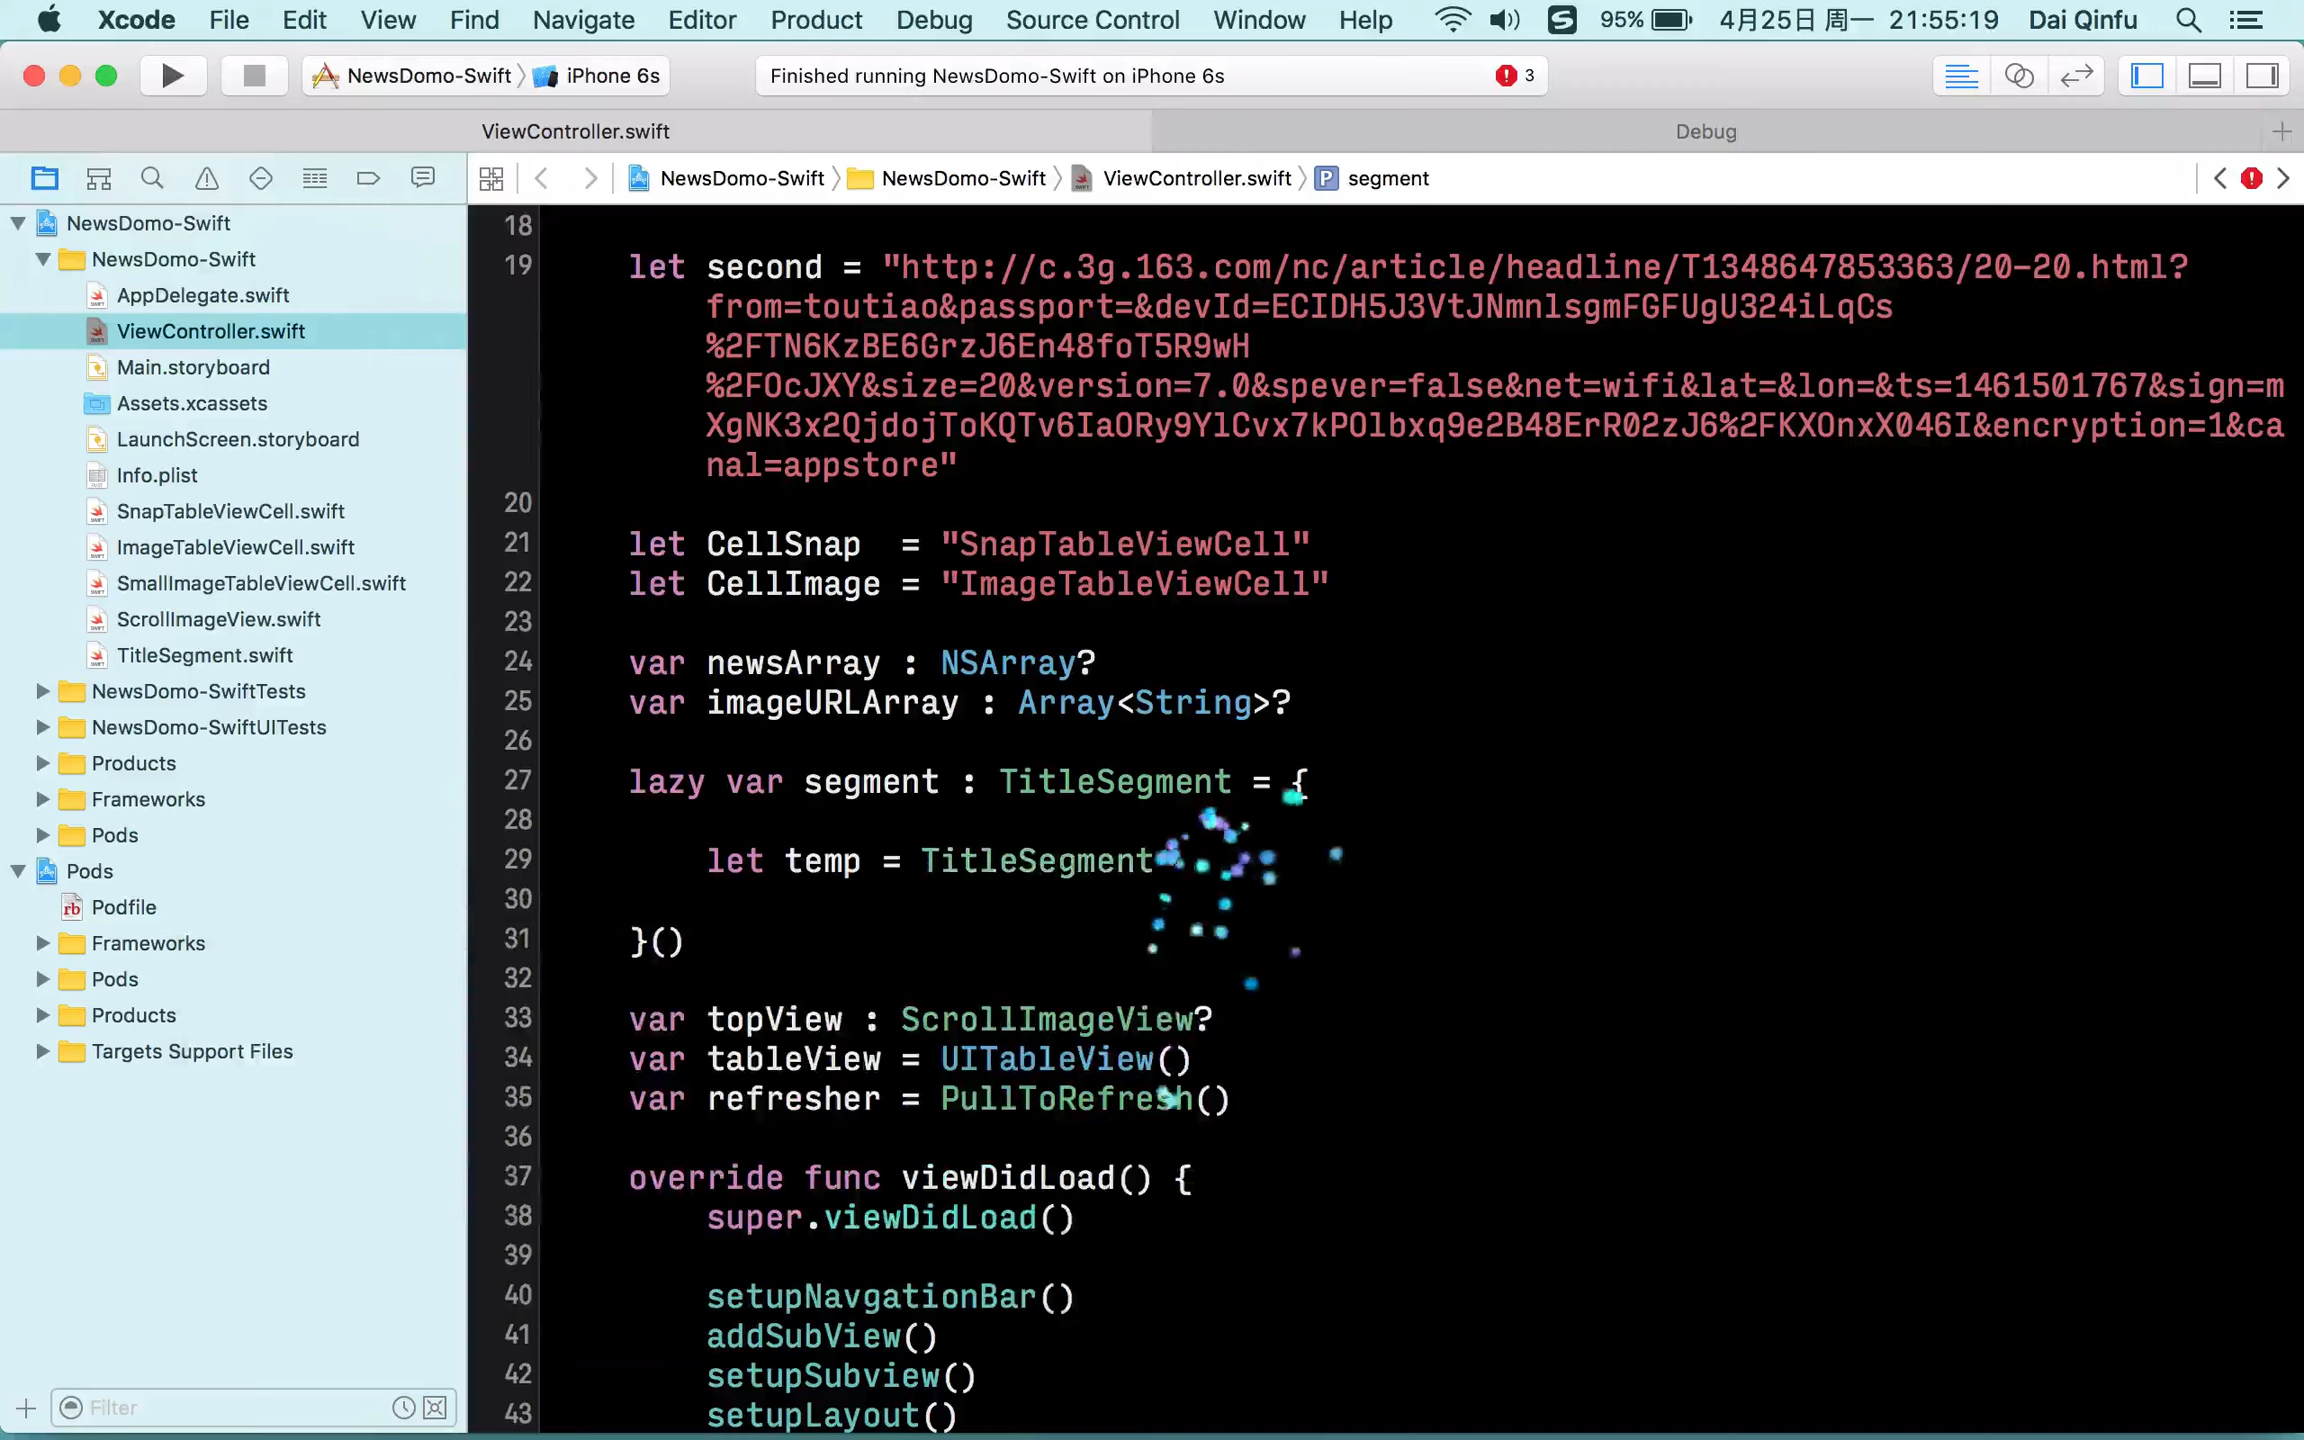 Xcode File Edit View Find Navigate Editor Product Debug Source Control Window Help 95% 4月25日 周一 21:55:19 Dai Qinfu
NewsDomo-Swift iPhone 6s Finished running NewsDomo-Swift on iPhone 6s 3
ViewController.swift Debug
NewsDomo-Swift NewsDomo-Swift ViewController.swift P segment
NewsDomo-Swift
NewsDomo-Swift
AppDelegate.swift
ViewController.swift
Main.storyboard
Assets.xcassets
LaunchScreen.storyboard
Info.plist
SnapTableViewCell.swift
ImageTableViewCell.swift
SmallImageTableViewCell.swift
ScrollImageView.swift
TitleSegment.swift
NewsDomo-SwiftTests
NewsDomo-SwiftUITests
Products
Frameworks
Pods
Pods
Podfile
Frameworks
Pods
Products
Targets Support Files
Filter
18
19 let second = "http://c.3g.163.com/nc/article/headline/T1348647853363/20-20.html?
from=toutiao&passport=&devId=ECIDH5J3VtJNmnlsgmFGFUgU324iLqCs
%2FTN6KzBE6GrzJ6En48foT5R9wH
%2FOcJXY&size=20&version=7.0&spever=false&net=wifi&lat=&lon=&ts=1461501767&sign=m
XgNK3x2QjdojToKQTv6IaORy9YlCvx7kPOlbxq9e2B48ErR02zJ6%2FKXOnxX046I&encryption=1&ca
nal=appstore"
20
21 let CellSnap  = "SnapTableViewCell"
22 let CellImage = "ImageTableViewCell"
23
24 var newsArray : NSArray?
25 var imageURLArray : Array<String>?
26
27 lazy var segment : TitleSegment = {
28
29 let temp = TitleSegment
30
31 }()
32
33 var topView : ScrollImageView?
34 var tableView = UITableView()
35 var refresher = PullToRefresh()
36
37 override func viewDidLoad() {
38 super.viewDidLoad()
39
40 setupNavgationBar()
41 addSubView()
42 setupSubview()
43 setupLayout()